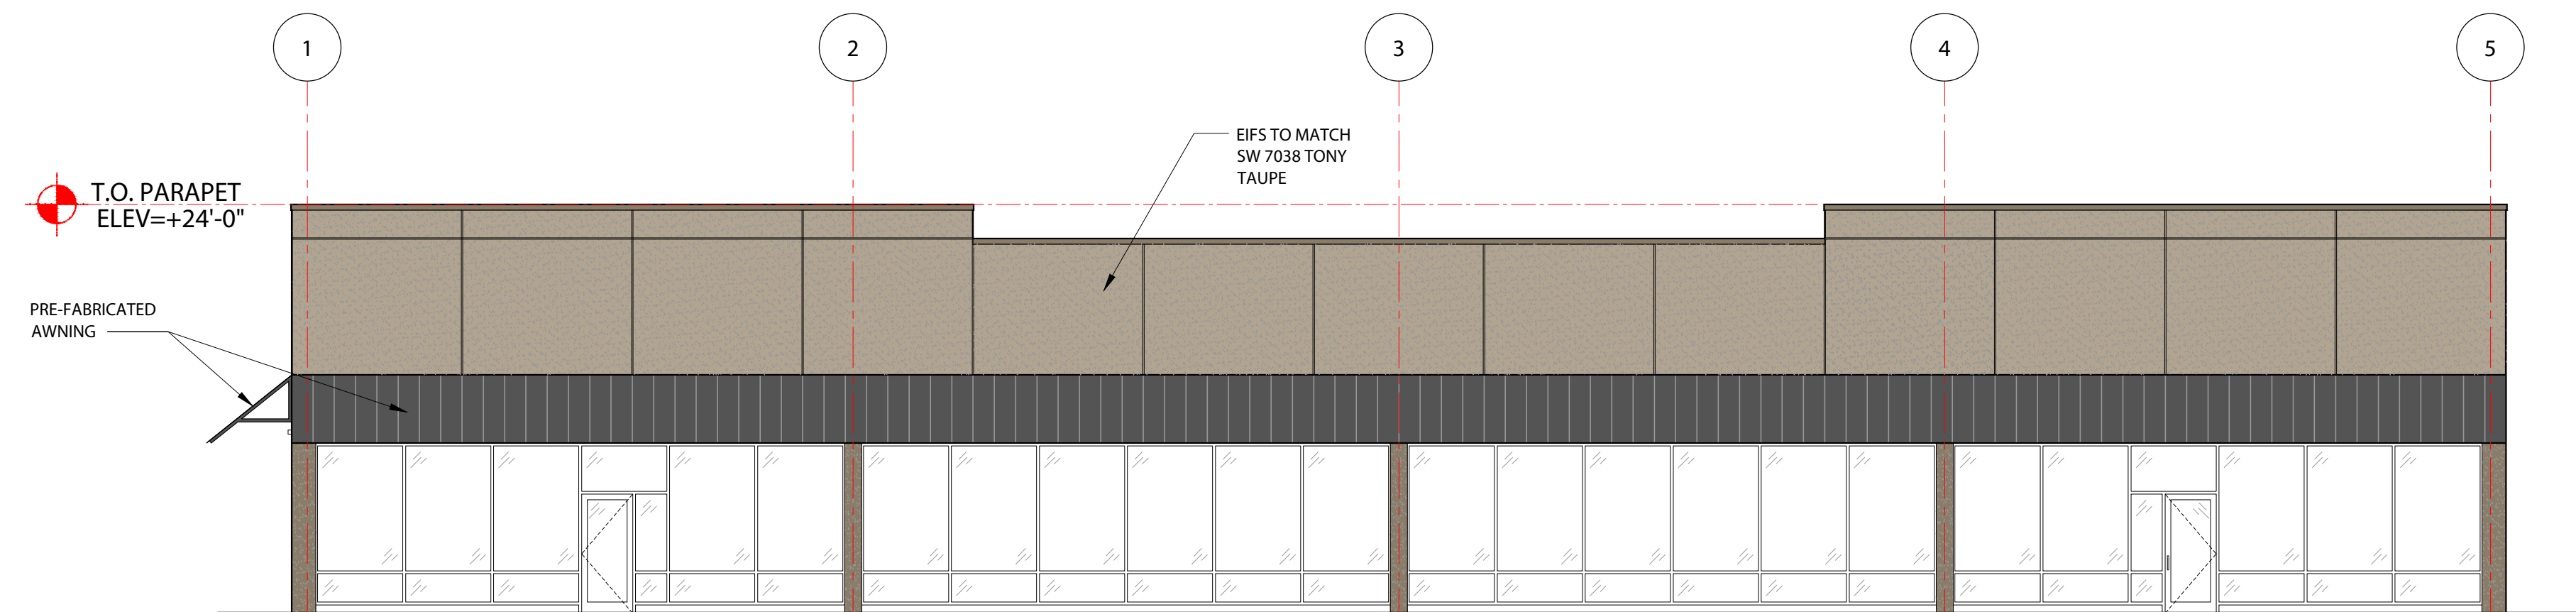 1
2
3
4
5
EIFS TO MATCH
SW 7038 TONY
TAUPE
T.O. PARAPET
ELEV=+24'-0"
PRE-FABRICATED
AWNING